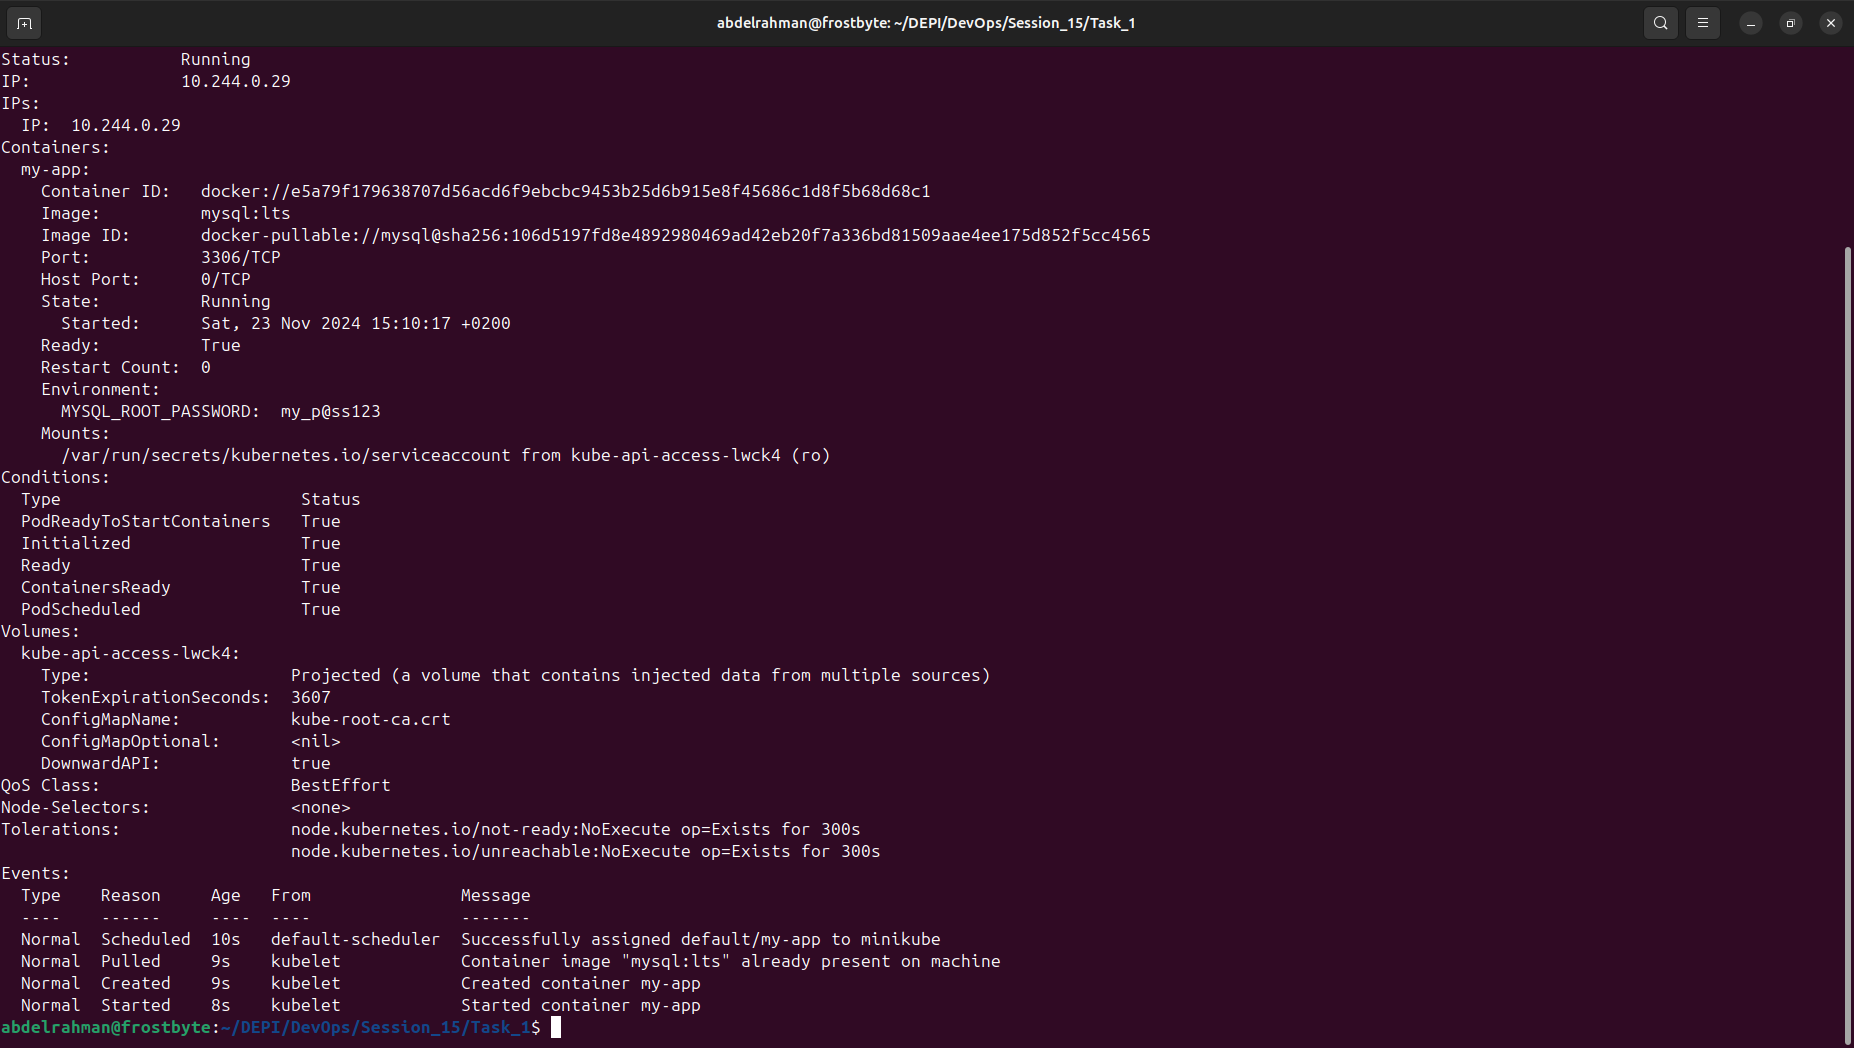 abdelrahman@frostbyte: ~/DEPI/DevOps/Session_15/Task_1
Status:           Running
IP:               10.244.0.29
IPs:
  IP:  10.244.0.29
Containers:
  my-app:
    Container ID:   docker://e5a79f179638707d56acd6f9ebcbc9453b25d6b915e8f45686c1d8f5b68d68c1
    Image:          mysql:lts
    Image ID:       docker-pullable://mysql@sha256:106d5197fd8e4892980469ad42eb20f7a336bd81509aae4ee175d852f5cc4565
    Port:           3306/TCP
    Host Port:      0/TCP
    State:          Running
      Started:      Sat, 23 Nov 2024 15:10:17 +0200
    Ready:          True
    Restart Count:  0
    Environment:
      MYSQL_ROOT_PASSWORD:  my_p@ss123
    Mounts:
      /var/run/secrets/kubernetes.io/serviceaccount from kube-api-access-lwck4 (ro)
Conditions:
  Type                        Status
  PodReadyToStartContainers   True
  Initialized                 True
  Ready                       True
  ContainersReady             True
  PodScheduled                True
Volumes:
  kube-api-access-lwck4:
    Type:                    Projected (a volume that contains injected data from multiple sources)
    TokenExpirationSeconds:  3607
    ConfigMapName:           kube-root-ca.crt
    ConfigMapOptional:       <nil>
    DownwardAPI:             true
QoS Class:                   BestEffort
Node-Selectors:              <none>
Tolerations:                 node.kubernetes.io/not-ready:NoExecute op=Exists for 300s
                             node.kubernetes.io/unreachable:NoExecute op=Exists for 300s
Events:
  Type    Reason     Age   From               Message
  ----    ------     ----  ----               -------
  Normal  Scheduled  10s   default-scheduler  Successfully assigned default/my-app to minikube
  Normal  Pulled     9s    kubelet            Container image "mysql:lts" already present on machine
  Normal  Created    9s    kubelet            Created container my-app
  Normal  Started    8s    kubelet            Started container my-app
abdelrahman@frostbyte:~/DEPI/DevOps/Session_15/Task_1$